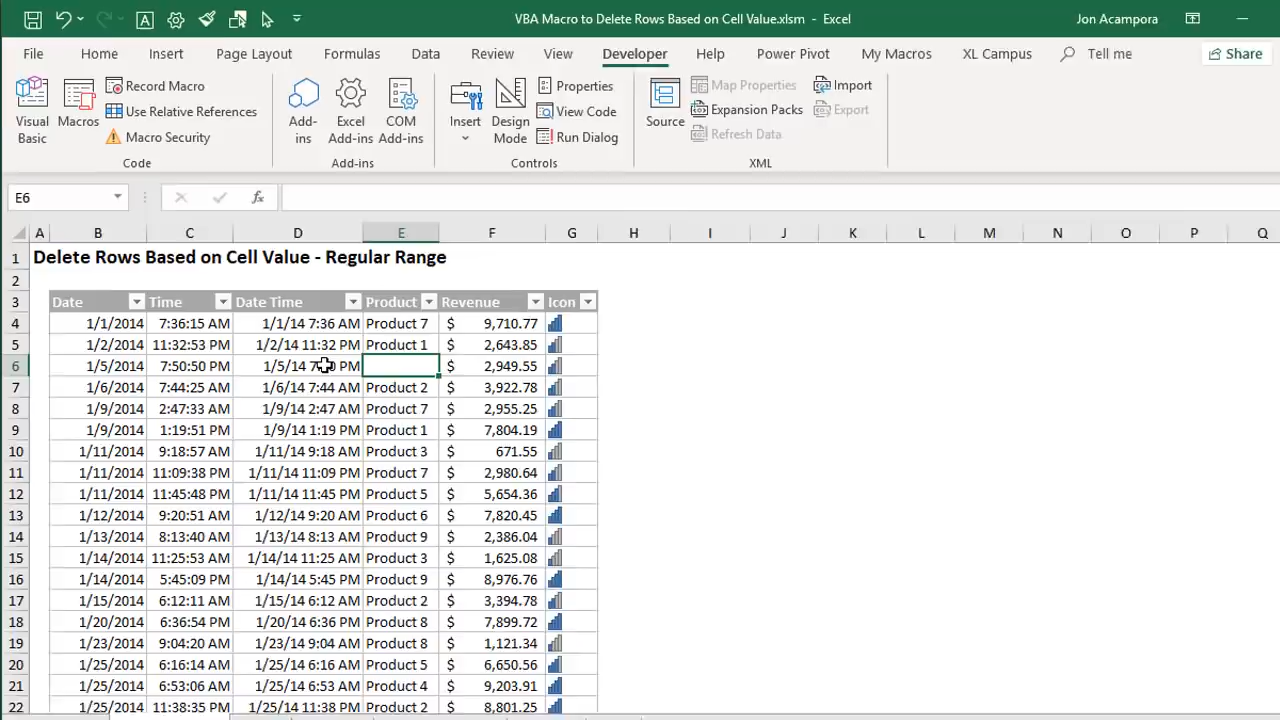 VBA Macro to Delete Rows Based on Cell Value.xlsm - Excel Jon Acampora
File Home Insert Page Layout Formulas Data Review View Developer Help Power Pivot My Macros XL Campus Tell me Share
Visual Basic
Macros
Record Macro
Use Relative References
Macro Security
Code
Add-ins
Excel Add-ins
COM Add-ins
Add-ins
Insert
Design Mode
Properties
View Code
Run Dialog
Controls
Source
Map Properties
Expansion Packs
Refresh Data
Import
Export
XML
E6 fx
A B C D E F G H I J K L M N O P Q
1 Delete Rows Based on Cell Value - Regular Range
2
3 Date Time Date Time Product Revenue Icon
4 1/1/2014 7:36:15 AM 1/1/14 7:36 AM Product 7 $ 9,710.77
5 1/2/2014 11:32:53 PM 1/2/14 11:32 PM Product 1 $ 2,643.85
6 1/5/2014 7:50:50 PM 1/5/14 PM $ 2,949.55
7 1/6/2014 7:44:25 AM 1/6/14 7:44 AM Product 2 $ 3,922.78
8 1/9/2014 2:47:33 AM 1/9/14 2:47 AM Product 7 $ 2,955.25
9 1/9/2014 1:19:51 PM 1/9/14 1:19 PM Product 1 $ 7,804.19
10 1/11/2014 9:18:57 AM 1/11/14 9:18 AM Product 3 671.55
11 1/11/2014 11:09:38 PM 1/11/14 11:09 PM Product 7 $ 2,980.64
12 1/11/2014 11:45:48 PM 1/11/14 11:45 PM Product 5 $ 5,654.36
13 1/12/2014 9:20:51 AM 1/12/14 9:20 AM Product 6 $ 7,820.45
14 1/13/2014 8:13:40 AM 1/13/14 8:13 AM Product 9 $ 2,386.04
15 1/14/2014 11:25:53 AM 1/14/14 11:25 AM Product 3 $ 1,625.08
16 1/14/2014 5:45:09 PM 1/14/14 5:45 PM Product 9 $ 8,976.76
17 1/15/2014 6:12:11 AM 1/15/14 6:12 AM Product 2 $ 3,394.78
18 1/20/2014 6:36:54 PM 1/20/14 6:36 PM Product 8 $ 7,899.72
19 1/23/2014 9:04:20 AM 1/23/14 9:04 AM Product 8 $ 1,121.34
20 1/25/2014 6:16:14 AM 1/25/14 6:16 AM Product 5 $ 6,650.56
21 1/25/2014 6:53:06 AM 1/25/14 6:53 AM Product 4 $ 9,203.91
22 1/25/2014 11:38:35 PM 1/25/14 11:38 PM Product 2 $ 8,801.25